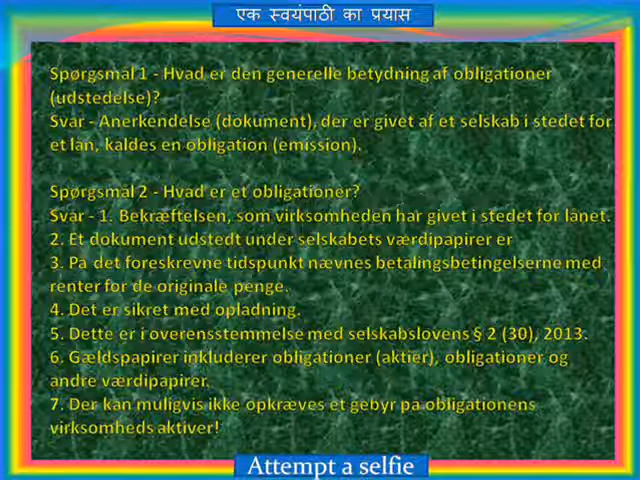 एक स्वयंपाठी का प्रयास
Spørgsmål 1 - Hvad er den generelle betydning af obligationer
(udstedelse)?
Svar - Anerkendelse (dokument), der er givet af et selskab i stedet for
et lån, kaldes en obligation (emission).
Spørgsmål 2 - Hvad er et obligationer?
Svar - 1. Bekræftelsen, som virksomheden har givet i stedet for lånet.
2. Et dokument udstedt under selskabets værdipapirer er
3. På det foreskrevne tidspunkt nævnes betalingsbetingelserne med
renter for de originale penge.
4. Det er sikret med opladning.
5. Dette er i overensstemmelse med selskabslovens § 2 (30), 2013.
6. Gældspapirer inkluderer obligationer (aktier), obligationer og
andre værdipapirer.
7. Der kan muligvis ikke opkræves et gebyr på obligationens
virksomheds aktiver!
Attempt a selfie